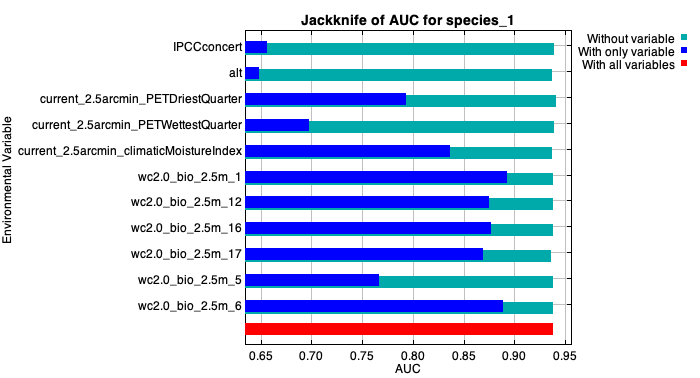 Jackknife of AUC for species_1
Without variable
With only variable
With all variables
Environmental Variable
IPCCconcert
alt
current_2.5arcmin_PETDriestQuarter
current_2.5arcmin_PETWettestQuarter
current_2.5arcmin_climaticMoistureIndex
wc2.0_bio_2.5m_1
wc2.0_bio_2.5m_12
wc2.0_bio_2.5m_16
wc2.0_bio_2.5m_17
wc2.0_bio_2.5m_5
wc2.0_bio_2.5m_6
0.65 0.70 0.75 0.80 0.85 0.90 0.95
AUC